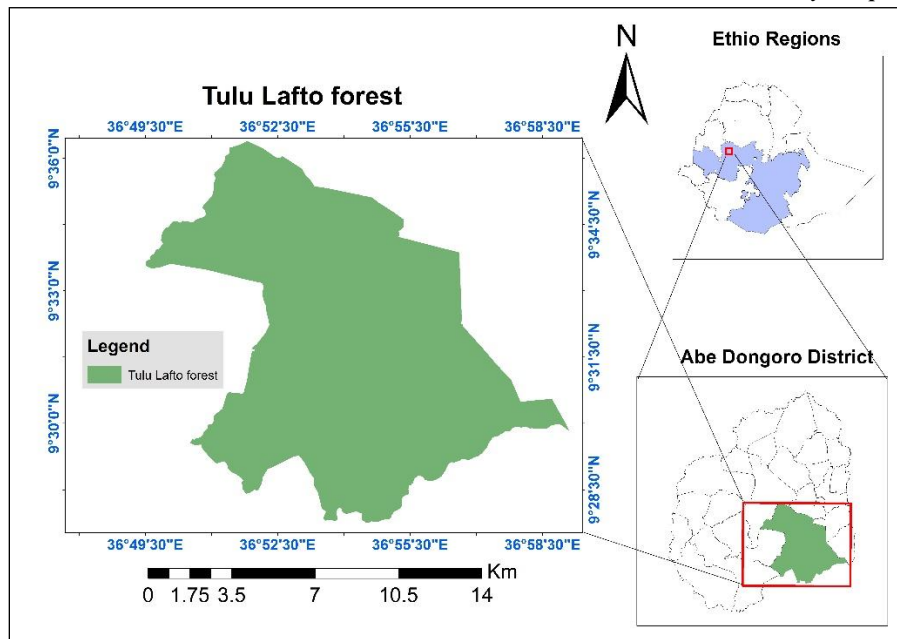 N
Ethio Regions
Tulu Lafto forest
36°49'30"E 36°52'30"E 36°55'30"E 36°58'30"E
9°36'0"N
9°34'30"N
9°33'0"N
9°31'30"N
9°30'0"N
9°28'30"N
Legend
Tulu Lafto forest
Abe Dongoro District
36°49'30"E 36°52'30"E 36°55'30"E 36°58'30"E
Km
0 1.75 3.5 7 10.5 14